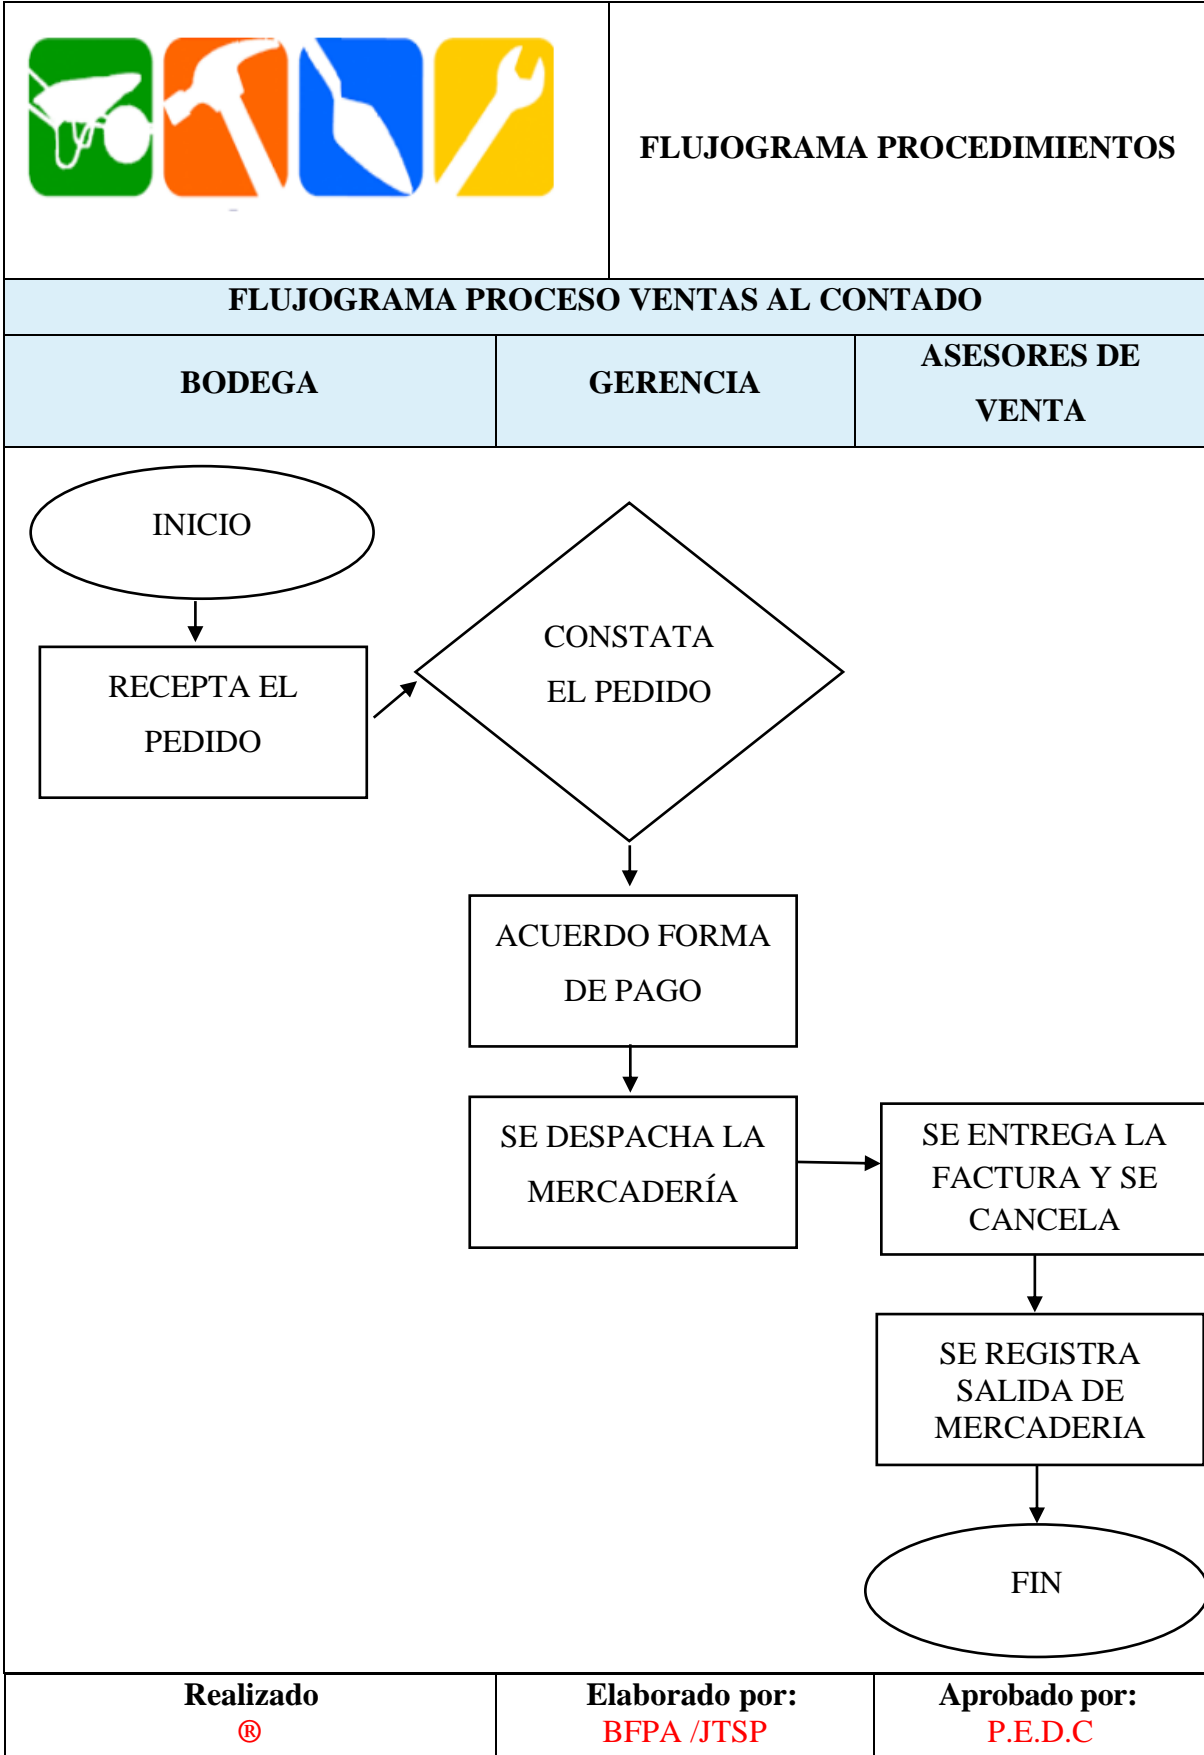 FLUJOGRAMA PROCEDIMIENTOS
FLUJOGRAMA PROCESO VENTAS AL CONTADO
BODEGA
GERENCIA
ASESORES DE
VENTA
INICIO
RECEPTA EL
PEDIDO
CONSTATA
EL PEDIDO
ACUERDO FORMA
DE PAGO
SE DESPACHA LA
MERCADERÍA
SE ENTREGA LA
FACTURA Y SE
CANCELA
SE REGISTRA
SALIDA DE
MERCADERIA
FIN
Realizado
®
Elaborado por:
BFPA /JTSP
Aprobado por:
P.E.D.C